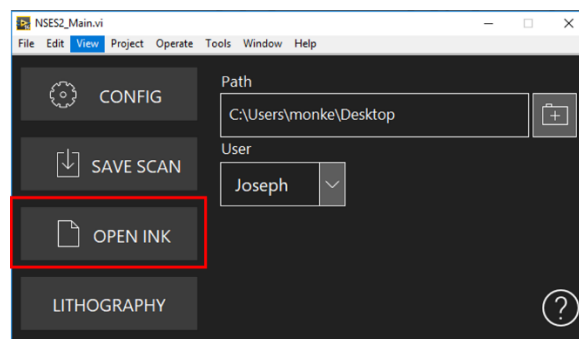 NSES2_Main.vi
File Edit View Project Operate Tools Window Help
CONFIG
SAVE SCAN
OPEN INK
LITHOGRAPHY
Path
C:\Users\monke\Desktop
User
Joseph
?